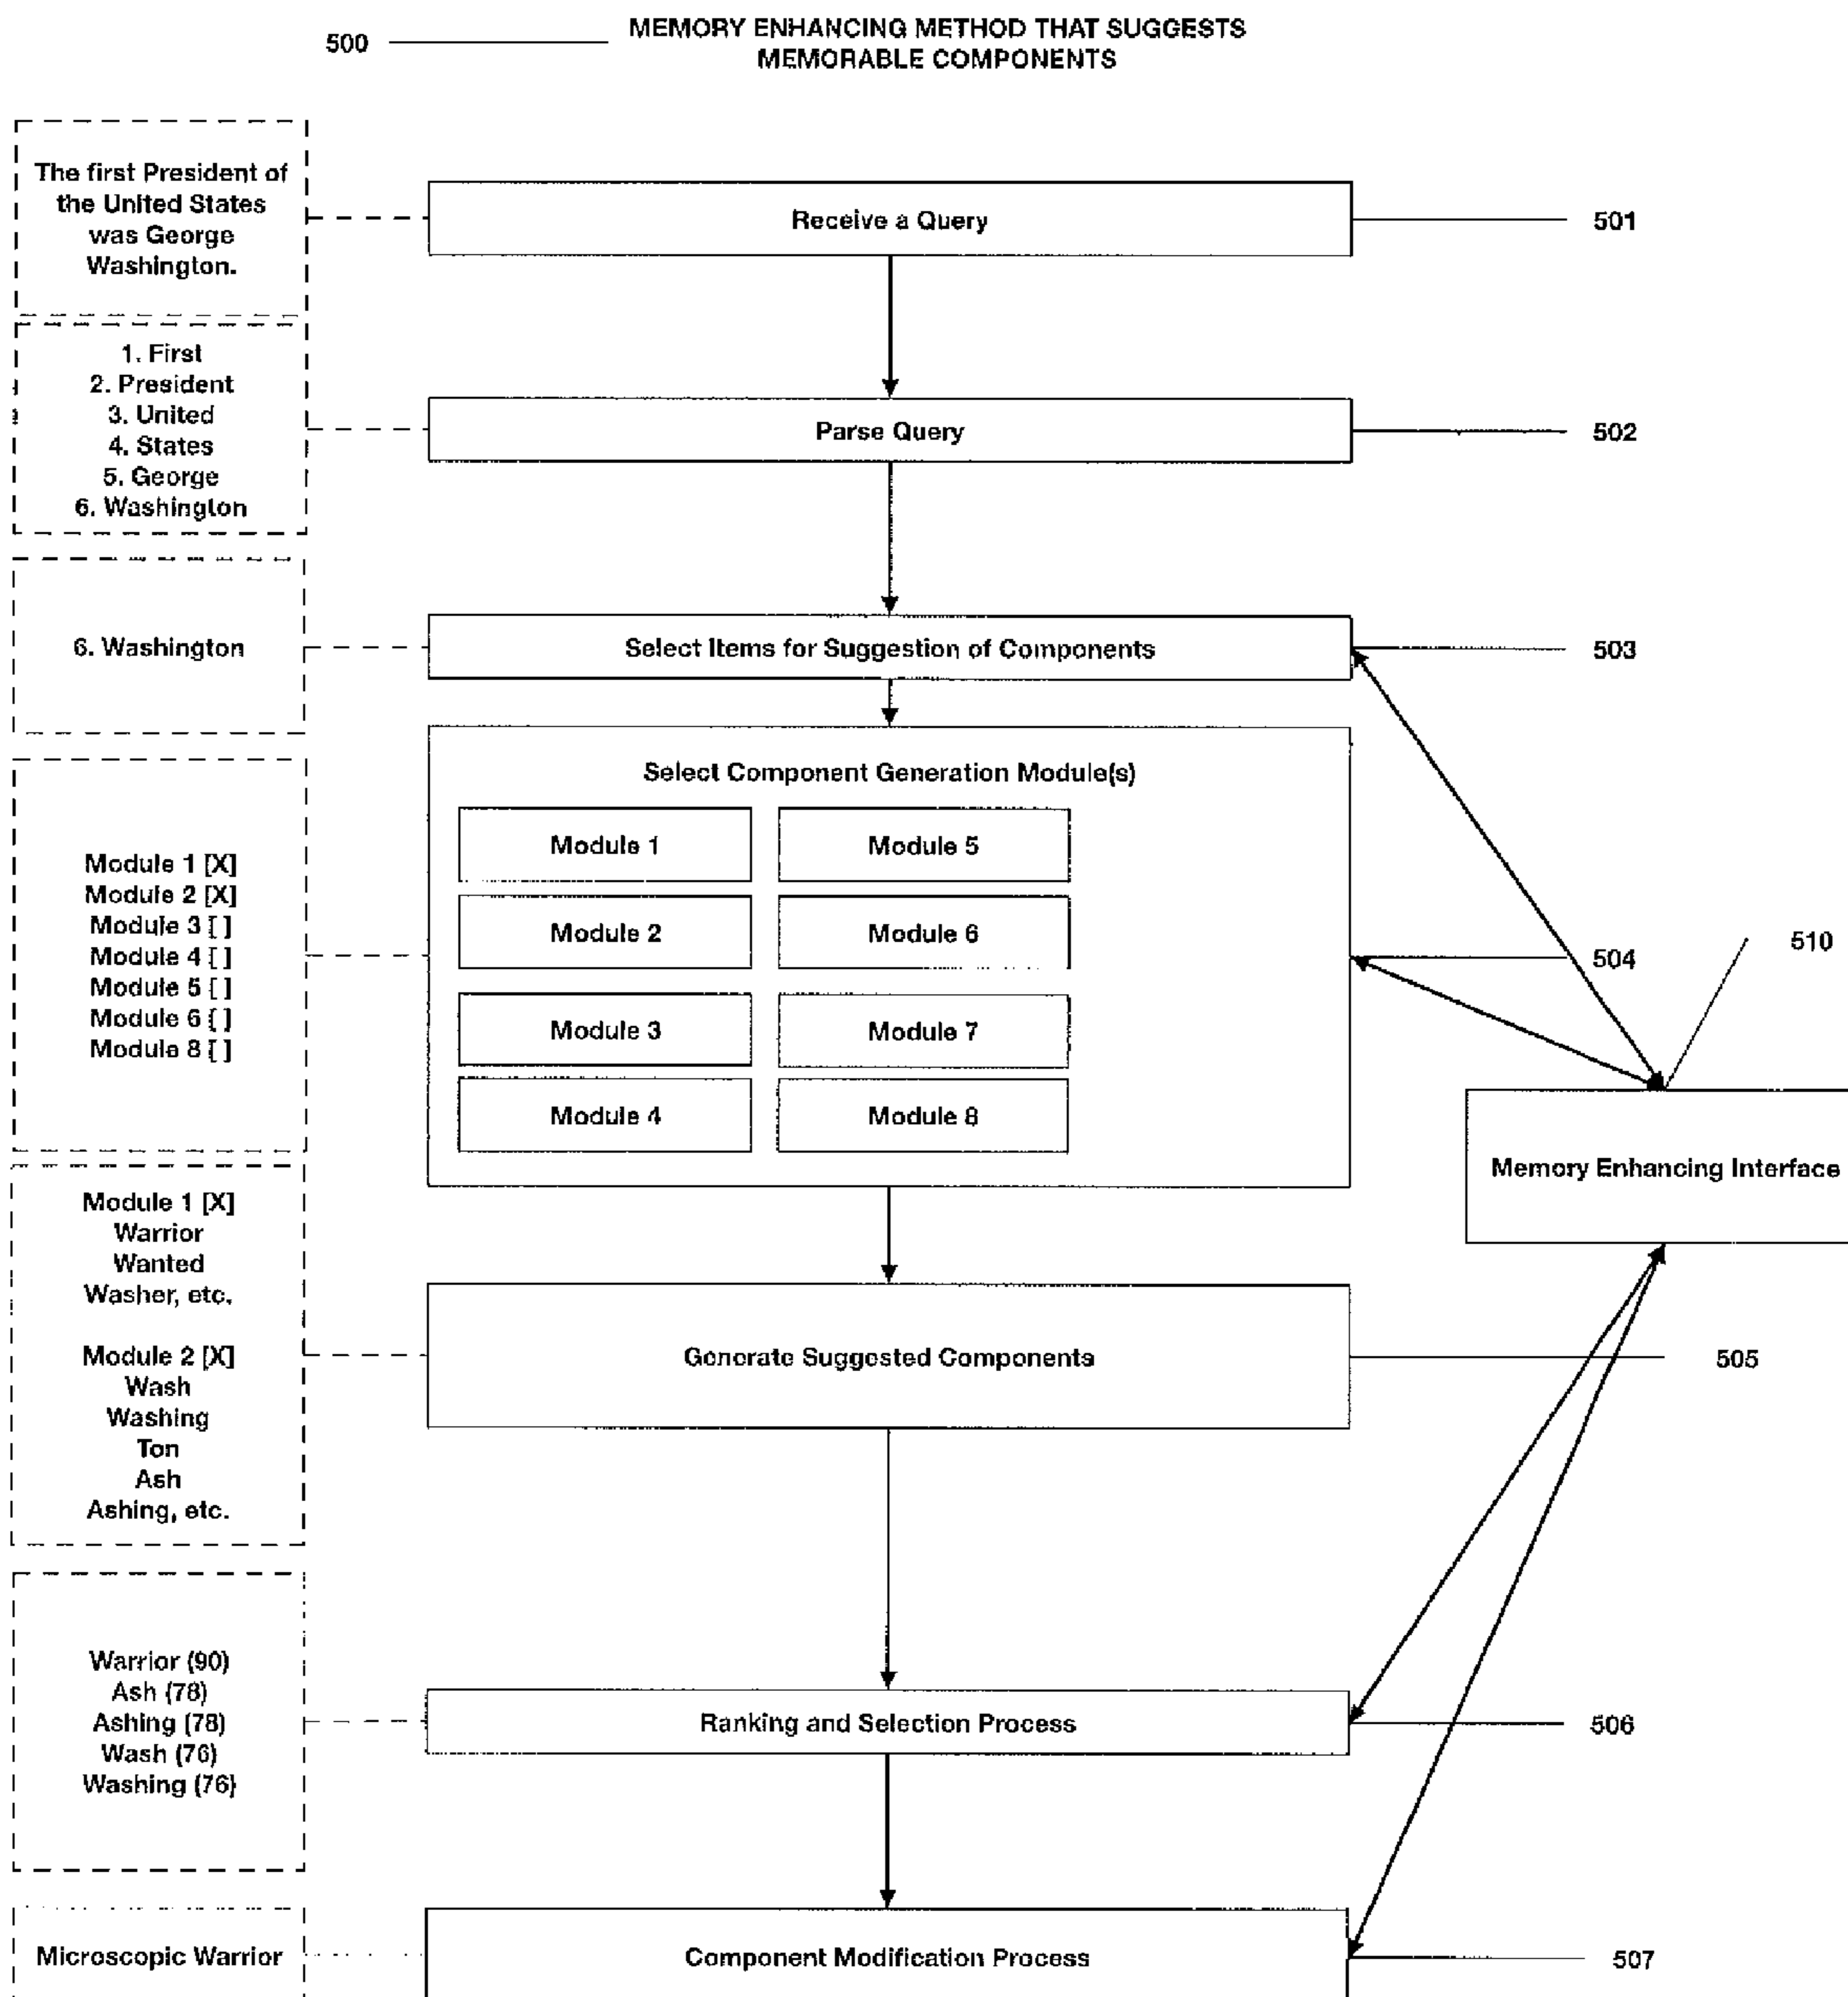 500
MEMORY ENHANCING METHOD THAT SUGGESTS
MEMORABLE COMPONENTS
The first President of
the United States
was George
Washington.
Receive a Query
501
1. First
2. President
3. United
4. States
5. George
6. Washington
Parse Query
502
6. Washington
Select Items for Suggestion of Components
503
Module 1 [X]
Module 2 [X]
Module 3 [ ]
Module 4 [ ]
Module 5 [ ]
Module 6 [ ]
Module 8 [ ]
Select Component Generation Module(s)
Module 1
Module 5
Module 2
Module 6
Module 3
Module 7
Module 4
Module 8
504
510
Memory Enhancing Interface
Module 1 [X]
Warrior
Wanted
Washer, etc.
Module 2 [X]
Wash
Washing
Ton
Ash
Ashing, etc.
Generate Suggested Components
505
Warrior (90)
Ash (78)
Ashing (78)
Wash (76)
Washing (76)
Ranking and Selection Process
506
Microscopic Warrior
Component Modification Process
507